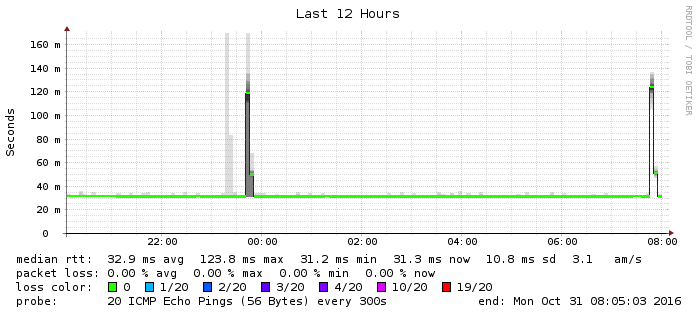 Last 12 Hours
RRDTOOL / TOBI OETIKER
Seconds
160 m
140 m
120 m
100 m
80 m
60 m
40 m
20 m
0
22:00 00:00 02:00 04:00 06:00 08:00
median rtt: 32.9 ms avg 123.8 ms max 31.2 ms min 31.3 ms now 10.8 ms sd 3.1 am/s
packet loss: 0.00 % avg 0.00 % max 0.00 % min 0.00 % now
loss color: 0 1/20 2/20 3/20 4/20 10/20 19/20
probe: 20 ICMP Echo Pings (56 Bytes) every 300s end: Mon Oct 31 08:05:03 2016